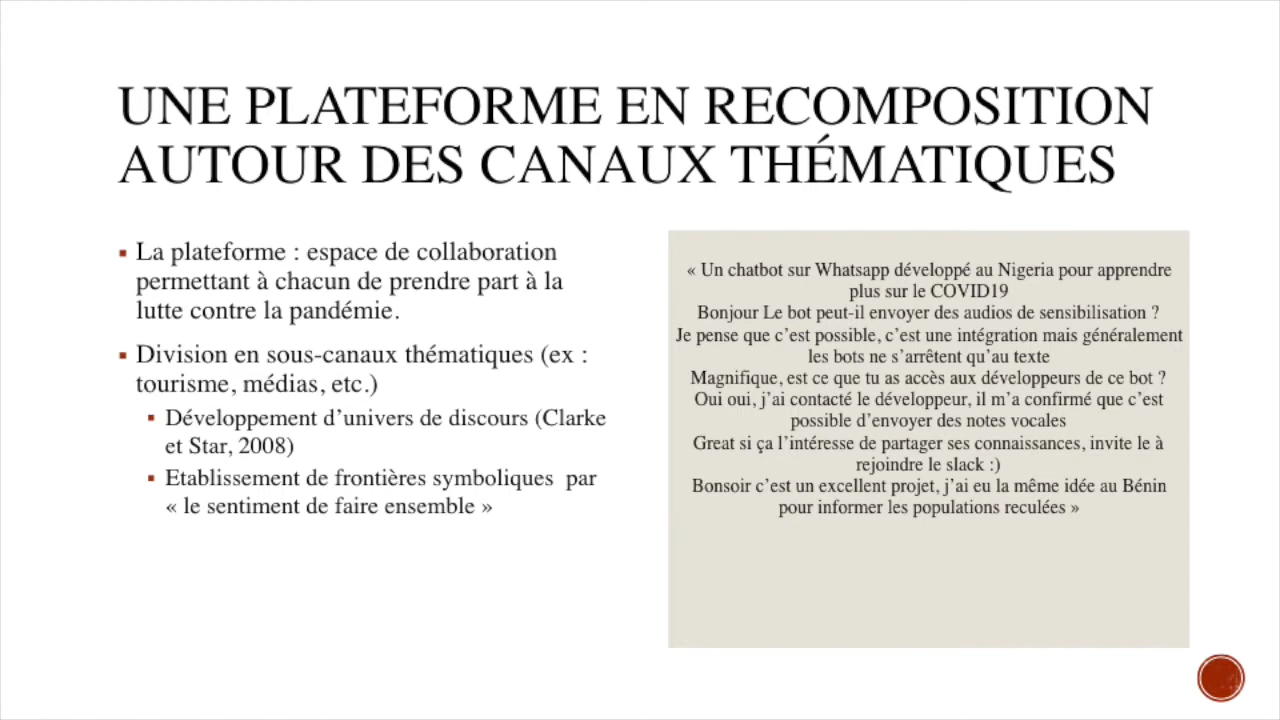 UNE PLATEFORME EN RECOMPOSITION
AUTOUR DES CANAUX THÉMATIQUES
La plateforme : espace de collaboration
permettant à chacun de prendre part à la
lutte contre la pandémie.
Division en sous-canaux thématiques (ex :
tourisme, médias, etc.)
Développement d’univers de discours (Clarke
et Star, 2008)
Etablissement de frontières symboliques  par
« le sentiment de faire ensemble »
« Un chatbot sur Whatsapp développé au Nigeria pour apprendre
plus sur le COVID19
Bonjour Le bot peut-il envoyer des audios de sensibilisation ?
Je pense que c’est possible, c’est une intégration mais généralement
les bots ne s’arrêtent qu’au texte
Magnifique, est ce que tu as accès aux développeurs de ce bot ?
Oui oui, j’ai contacté le développeur, il m’a confirmé que c’est
possible d’envoyer des notes vocales
Great si ça l’intéresse de partager ses connaissances, invite le à
rejoindre le slack :)
Bonsoir c’est un excellent projet, j’ai eu la même idée au Bénin
pour informer les populations reculées »